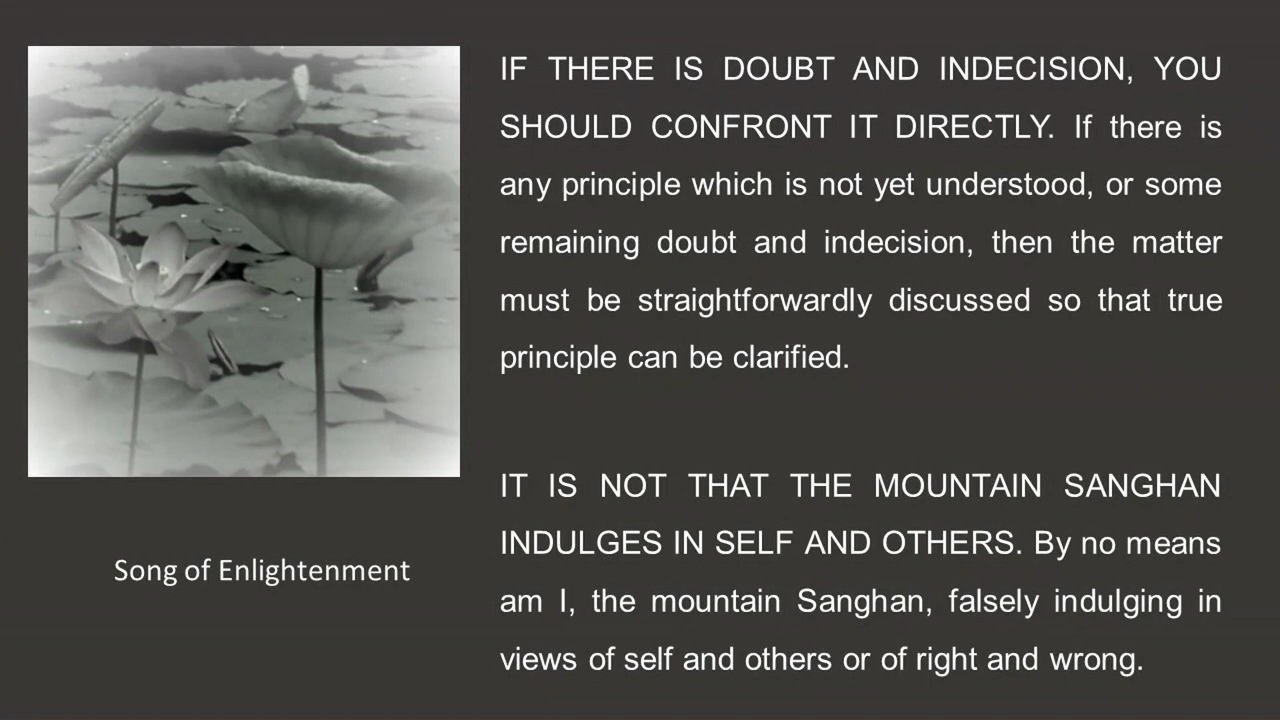 IF THERE IS DOUBT AND INDECISION, YOU
SHOULD CONFRONT IT DIRECTLY. If there is
any principle which is not yet understood, or some
remaining doubt and indecision, then the matter
must be straightforwardly discussed so that true
principle can be clarified.
IT IS NOT THAT THE MOUNTAIN SANGHAN
INDULGES IN SELF AND OTHERS. By no means
am I, the mountain Sanghan, falsely indulging in
views of self and others or of right and wrong.
Song of Enlightenment